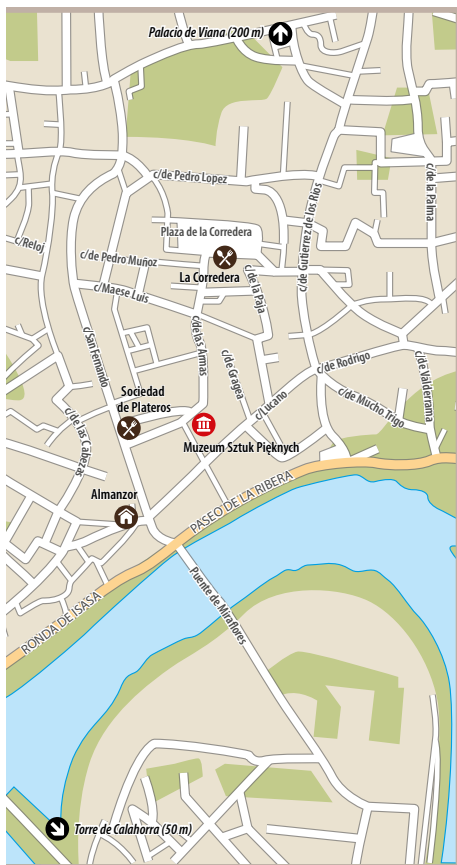 Palacio de Viana (200 m)
c/de Pedro Lopez
c/de Gutierrez de los Ríos
c/de la Palma
Plaza de la Corredera
c/Reloj
c/de Pedro Muñoz
La Corredera
c/de la Paja
c/Maese Luis
c/San Fernando
c/de las Armas
c/de Gragea
c/de Rodrigo
c/de Valderrama
Sociedad
de Plateros
c/Lucano
c/de Mucho Trigo
c/de las Cabezas
Muzeum Sztuk Pięknych
Almanzor
PASEO DE LA RIBERA
RONDA DE ISASA
Puente de Miraflores
Torre de Calahorra (50 m)